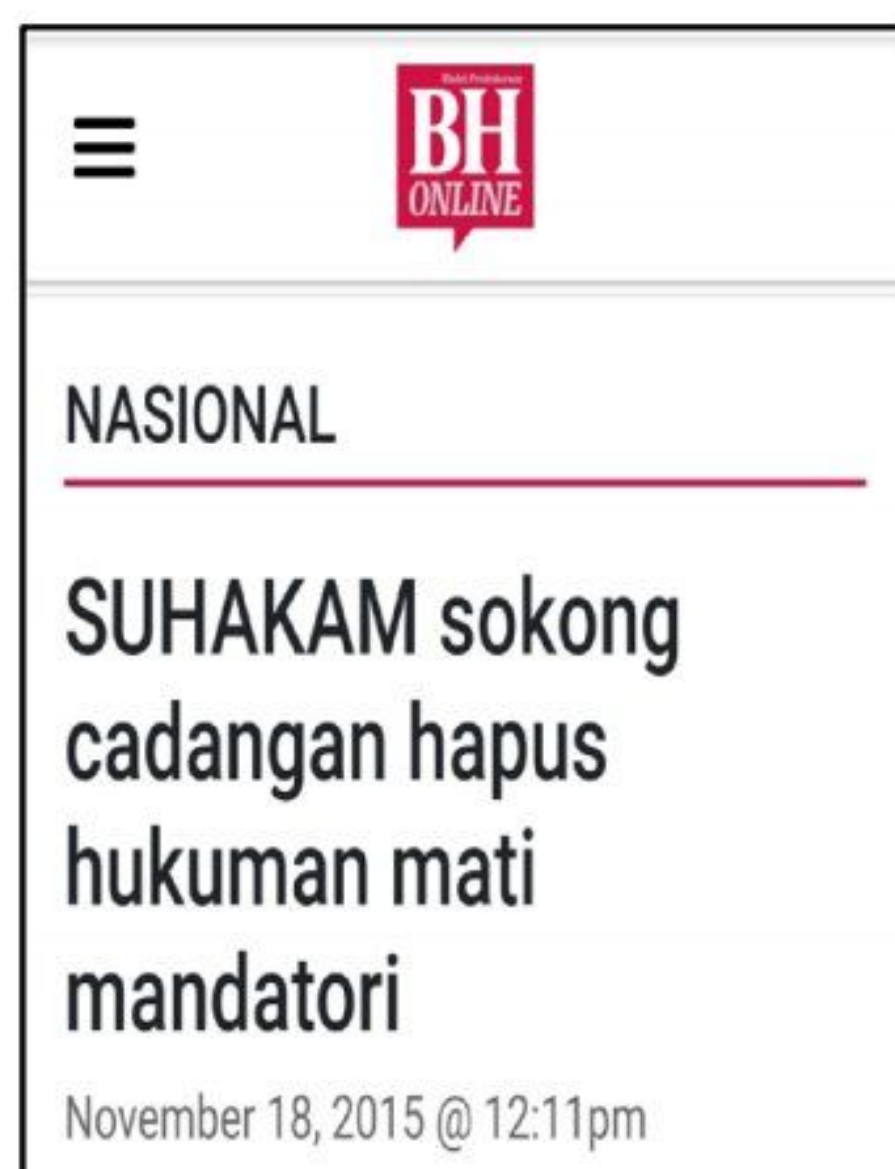 BH
ONLINE
NASIONAL
SUHAKAM sokong
cadangan hapus
hukuman mati
mandatori
November 18, 2015 @ 12:11pm